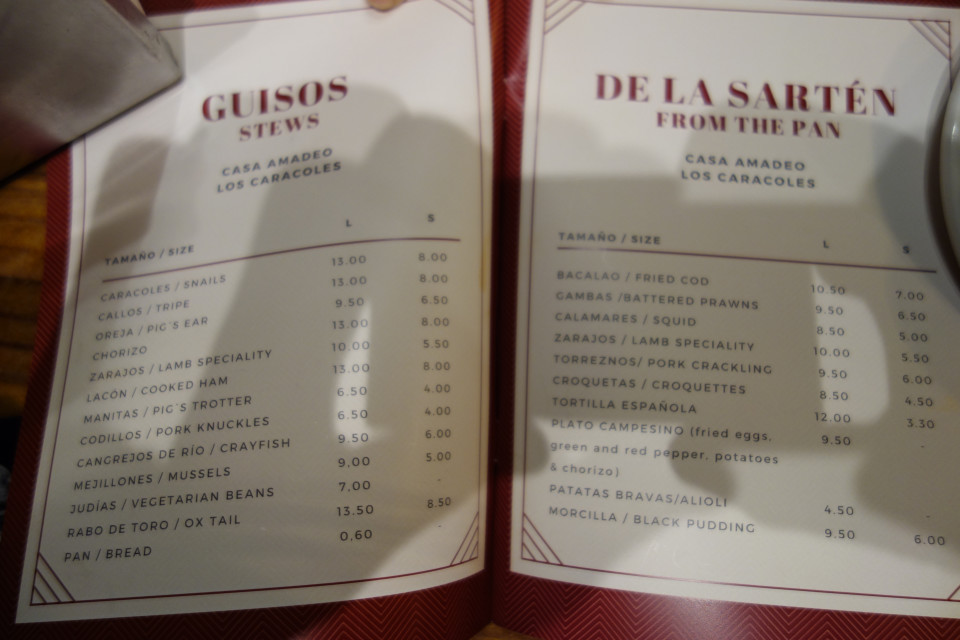 GUISOS
STEWS
CASA AMADEO
LOS CARACOLES
TAMAÑO / SIZE L S
CARACOLES / SNAILS 13.00 8.00
CALLOS / TRIPE 13.00 8.00
OREJA / PIG´S EAR 9.50 6.50
CHORIZO 13.00 8.00
ZARAJOS / LAMB SPECIALITY 10.00 5.50
LACÓN / COOKED HAM 13.00 8.00
MANITAS / PIG´S TROTTER 6.50 4.00
CODILLOS / PORK KNUCKLES 6.50 4.00
CANGREJOS DE RÍO / CRAYFISH 9.50 6.00
MEJILLONES / MUSSELS 9.00 5.00
JUDÍAS / VEGETARIAN BEANS 7,00 -
RABO DE TORO / OX TAIL 13.50 8.50
PAN / BREAD 0.60 -
DE LA SARTÉN
FROM THE PAN
CASA AMADEO
LOS CARACOLES
TAMAÑO / SIZE L S
BACALAO / FRIED COD 10.50 7.00
GAMBAS /BATTERED PRAWNS 9.50 6.50
CALAMARES / SQUID 8.50 5.00
ZARAJOS / LAMB SPECIALITY 10.00 5.50
TORREZNOS/ PORK CRACKLING 9.50 6.00
CROQUETAS / CROQUETTES 8.50 4.50
TORTILLA ESPAÑOLA 12.00 3.30
PLATO CAMPESINO (fried eggs, 9.50 -
green and red pepper, potatoes
& chorizo)
PATATAS BRAVAS/ALIOLI 4.50 -
MORCILLA / BLACK PUDDING 9.50 6.00